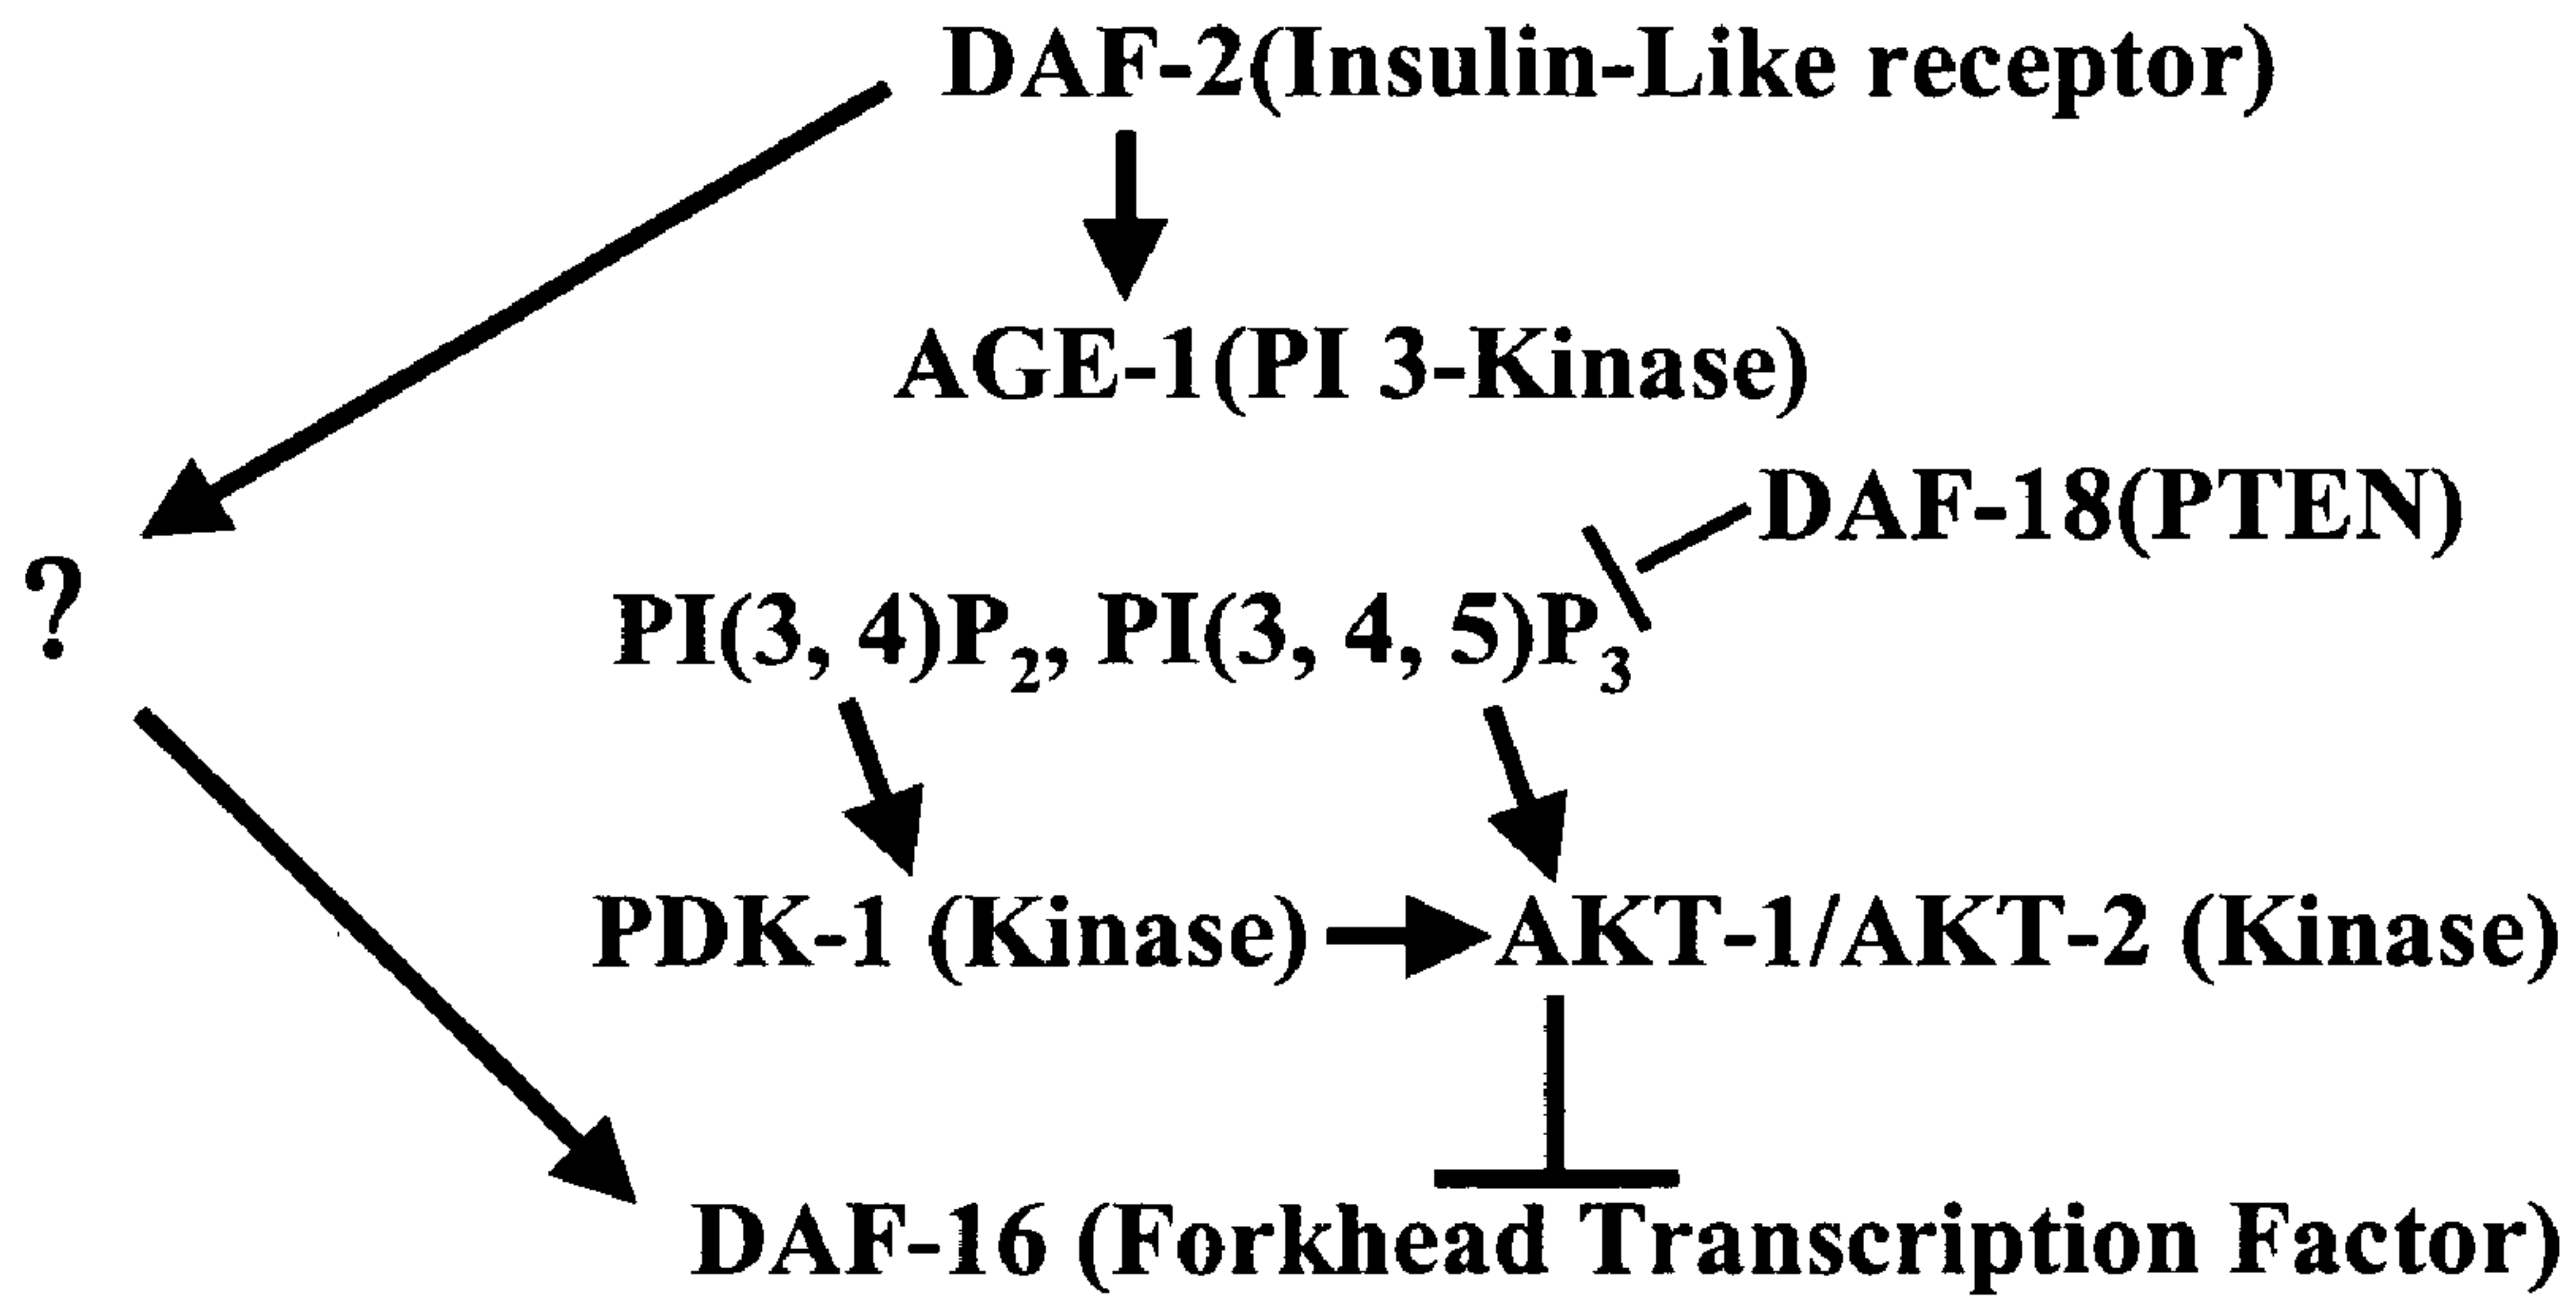 DAF-2(Insulin-Like receptor)
AGE-1(PI 3-Kinase)
DAF-18(PTEN)
?
PI(3, 4)P2, PI(3, 4, 5)P3
PDK-1 (Kinase)
AKT-1/AKT-2 (Kinase)
DAF-16 (Forkhead Transcription Factor)